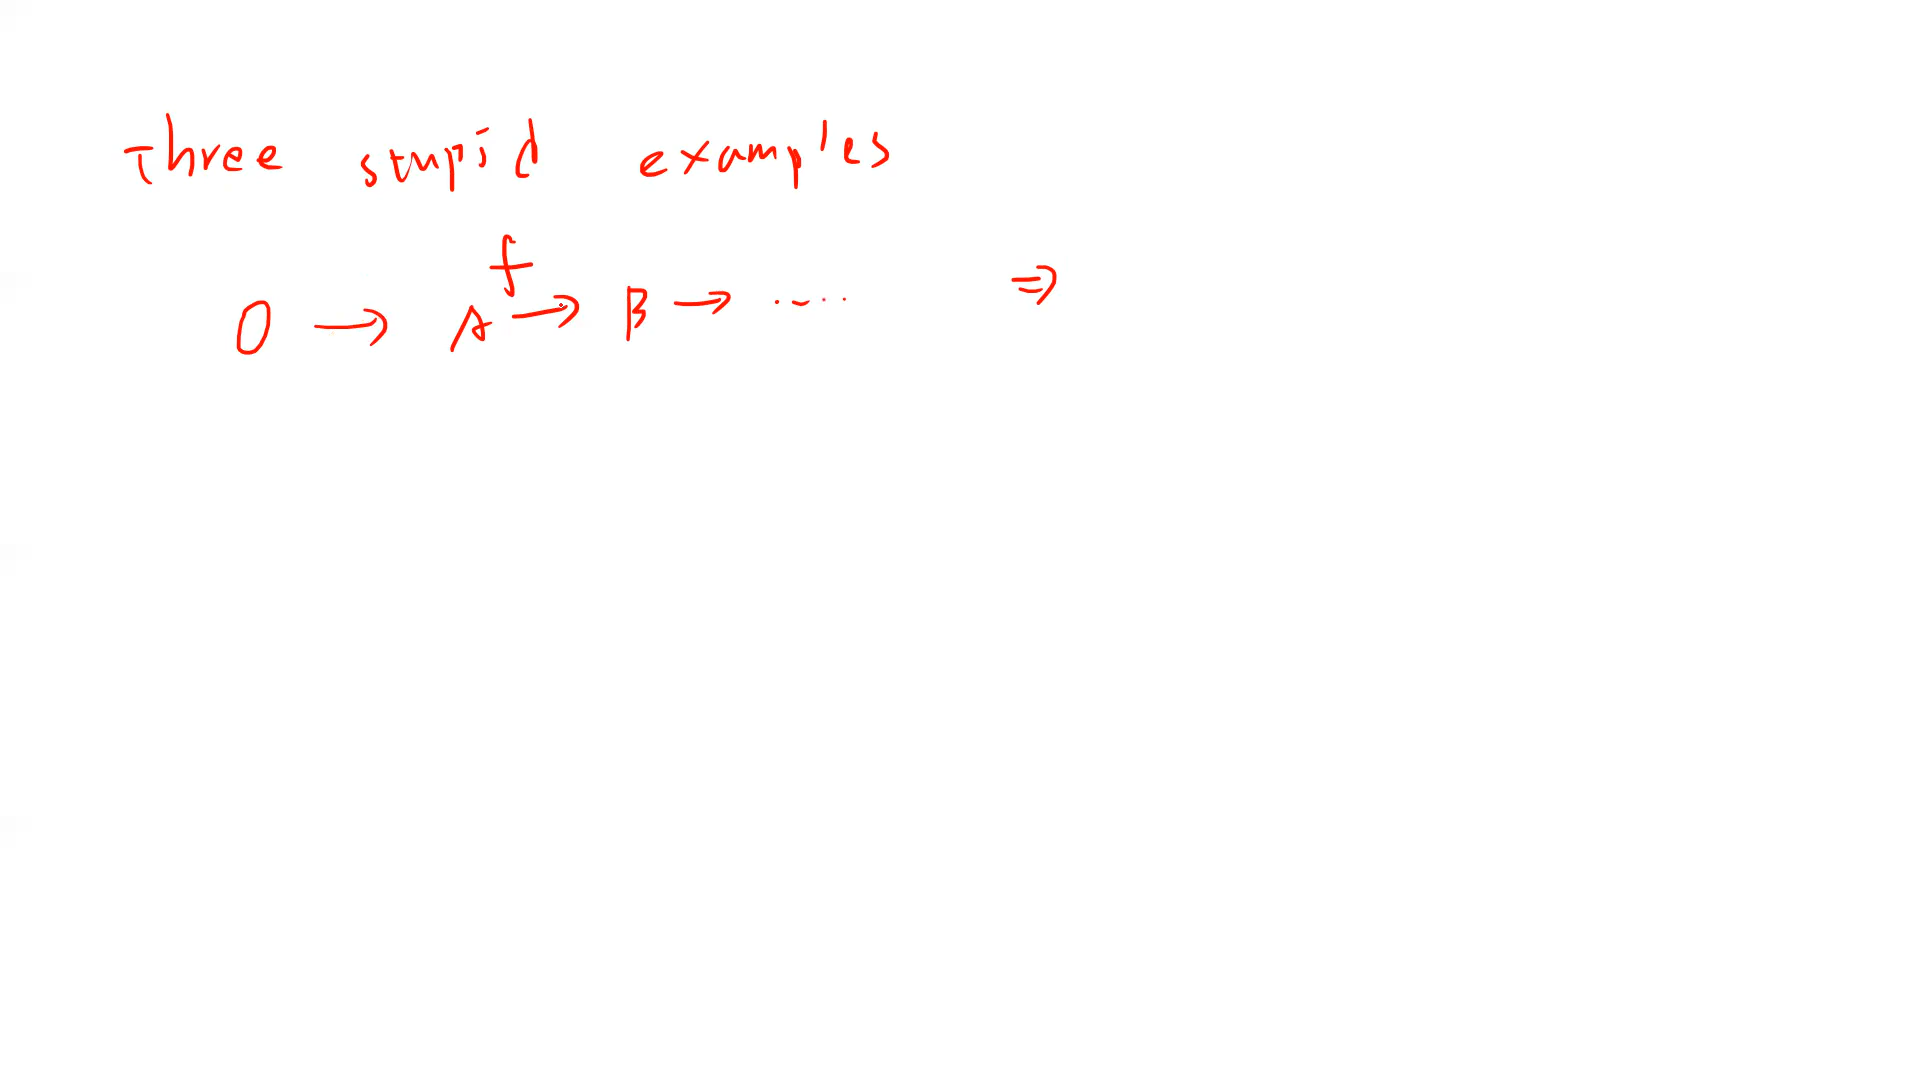 Three stupid examples
f
0 → A → B → ..... ⇒